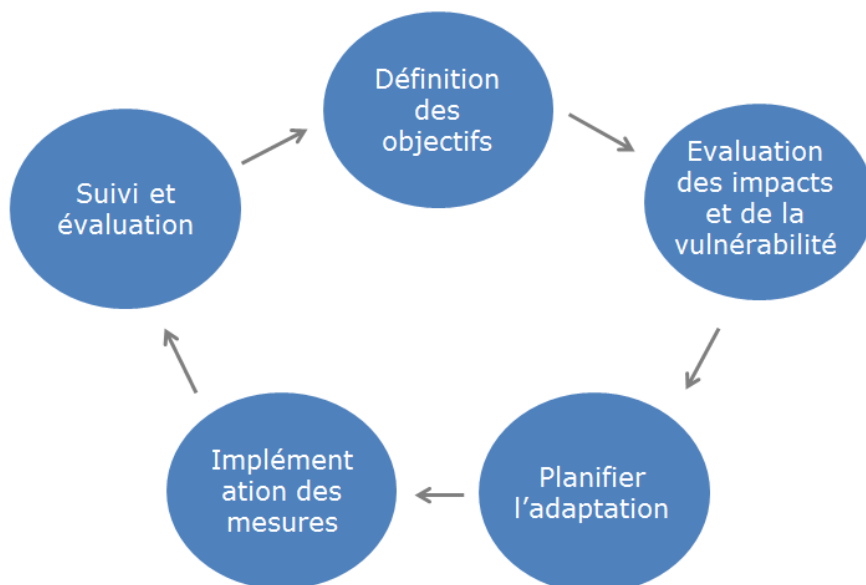 Définition
des
objectifs
Evaluation
des impacts
et de la
vulnérabilité
Planifier
l’adaptation
Implément
ation des
mesures
Suivi et
évaluation